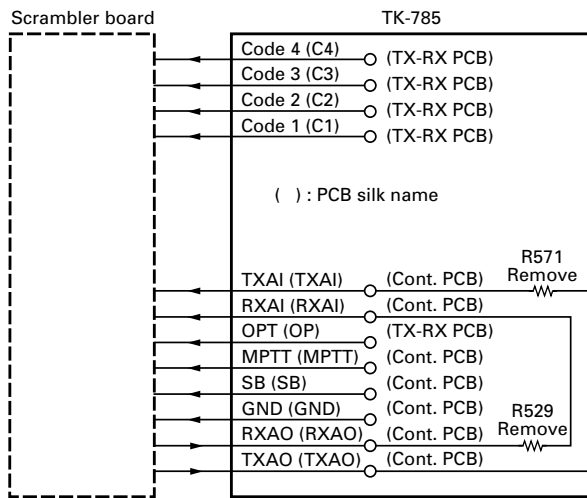 Scrambler board
TK-785
Code 4 (C4) (TX-RX PCB)
Code 3 (C3) (TX-RX PCB)
Code 2 (C2) (TX-RX PCB)
Code 1 (C1) (TX-RX PCB)
( ) : PCB silk name
R571
Remove
TXAI (TXAI) (Cont. PCB)
RXAI (RXAI) (Cont. PCB)
OPT (OP) (TX-RX PCB)
MPTT (MPTT) (Cont. PCB)
SB (SB) (Cont. PCB)
GND (GND) (Cont. PCB)
R529
Remove
RXAO (RXAO) (Cont. PCB)
TXAO (TXAO) (Cont. PCB)